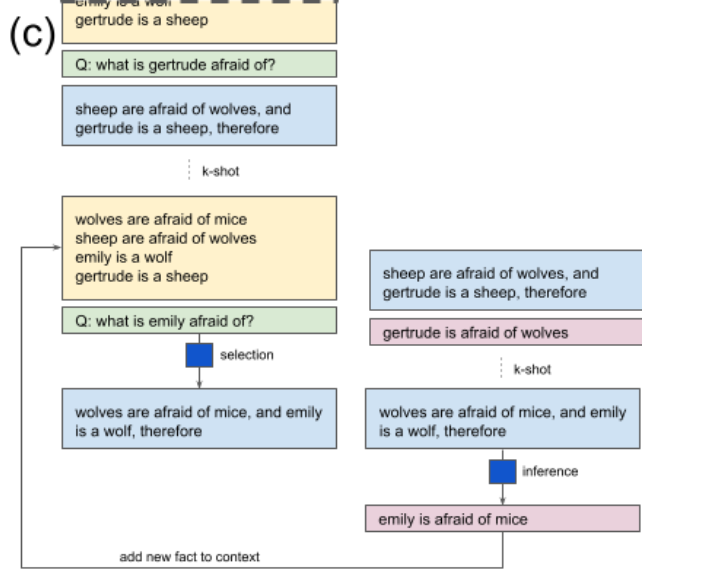 (c)
emily is a wolf
gertrude is a sheep
Q: what is gertrude afraid of?
sheep are afraid of wolves, and
gertrude is a sheep, therefore
k-shot
wolves are afraid of mice
sheep are afraid of wolves
emily is a wolf
gertrude is a sheep
Q: what is emily afraid of?
selection
wolves are afraid of mice, and emily
is a wolf, therefore
sheep are afraid of wolves, and
gertrude is a sheep, therefore
gertrude is afraid of wolves
k-shot
wolves are afraid of mice, and emily
is a wolf, therefore
inference
emily is afraid of mice
add new fact to context